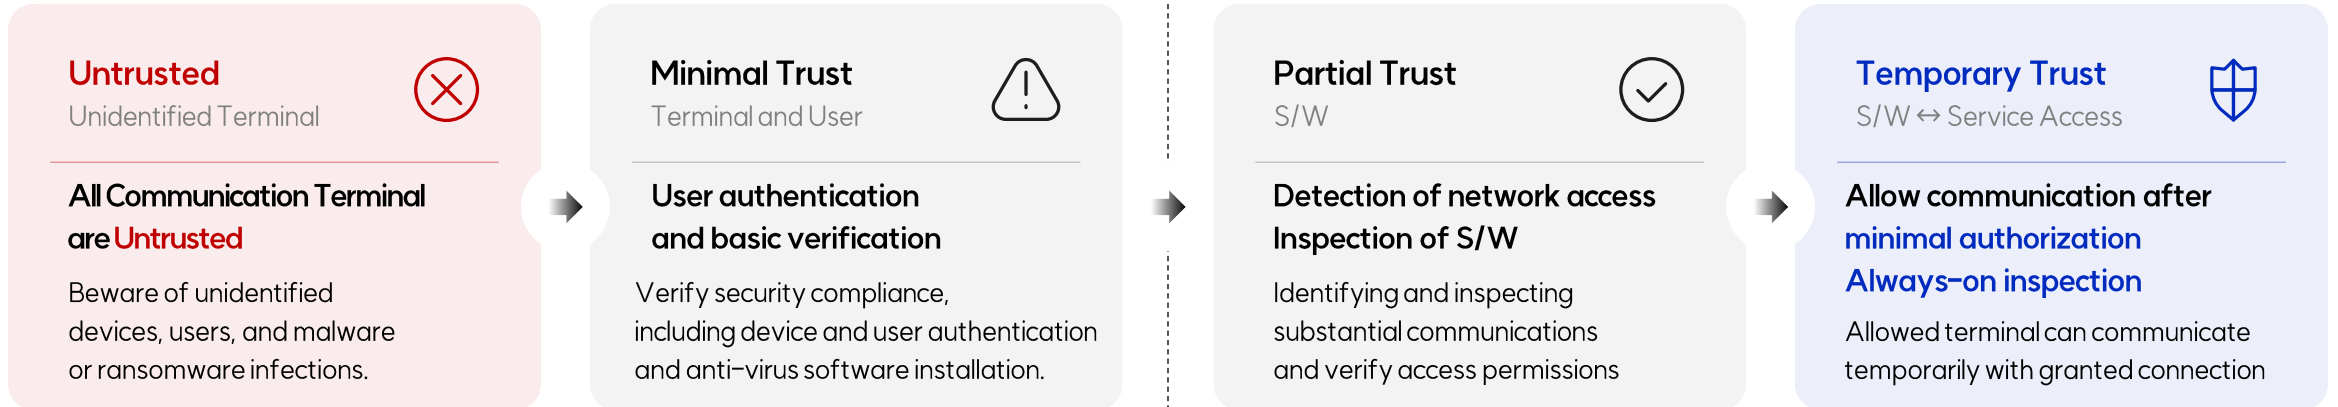 Untrusted
Unidentified Terminal
All Communication Terminal
are Untrusted
Beware of unidentified
devices, users, and malware
or ransomware infections.
Minimal Trust
Terminal and User
User authentication
and basic verification
Verify security compliance,
including device and user authentication
and anti-virus software installation.
Partial Trust
S/W
Detection of network access
Inspection of S/W
Identifying and inspecting
substantial communications
and verify access permissions
Temporary Trust
S/W ↔ Service Access
Allow communication after
minimal authorization
Always-on inspection
Allowed terminal can communicate
temporarily with granted connection